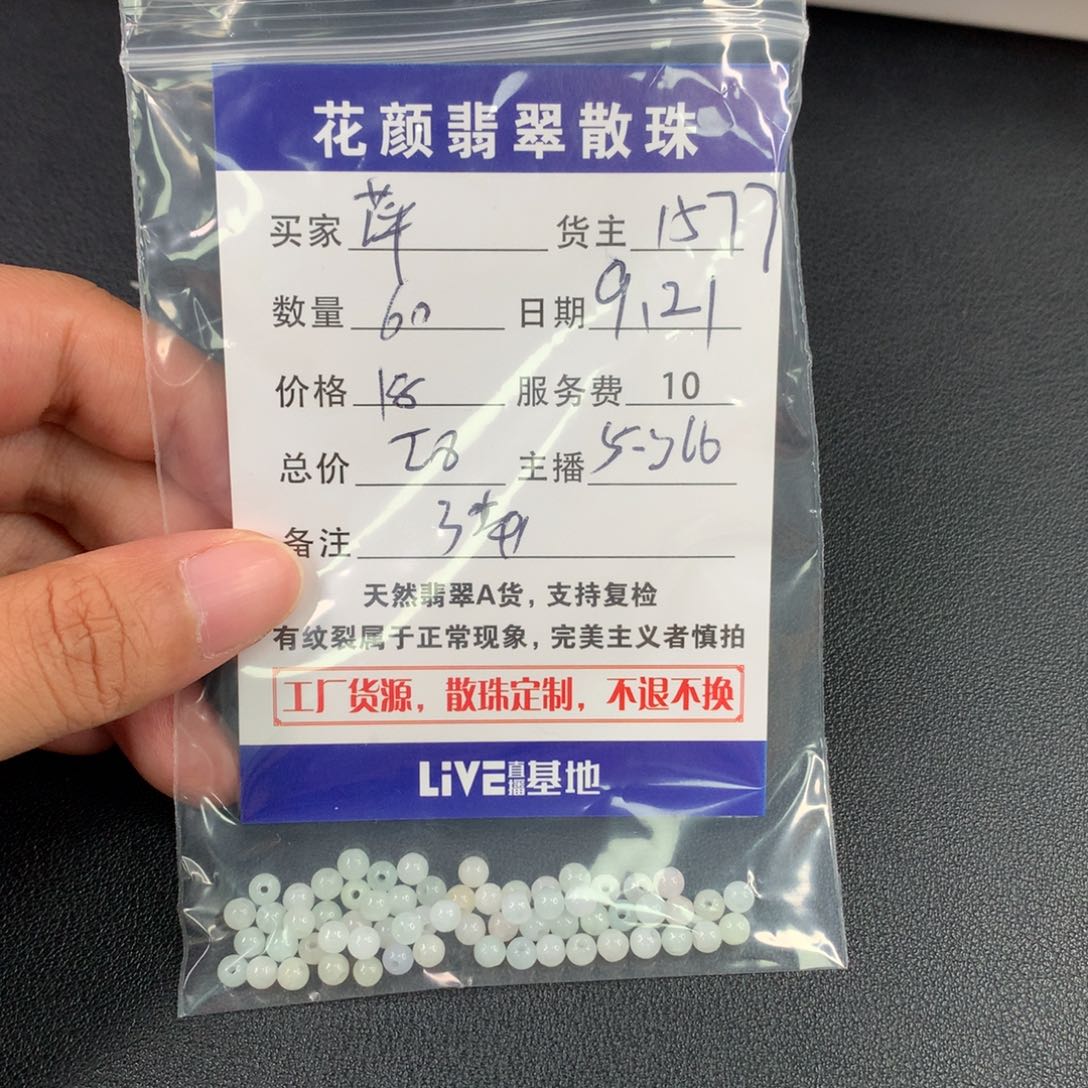 花颜翡翠散珠
买家 萍 货主 1577
数量 60 日期 9.21
价格 18 服务费 10
总价 28 主播
备注
天然翡翠A货，支持复检
有纹裂属于正常现象，完美主义者慎拍
工厂货源，散珠定制，不退不换
LiVE直播基地